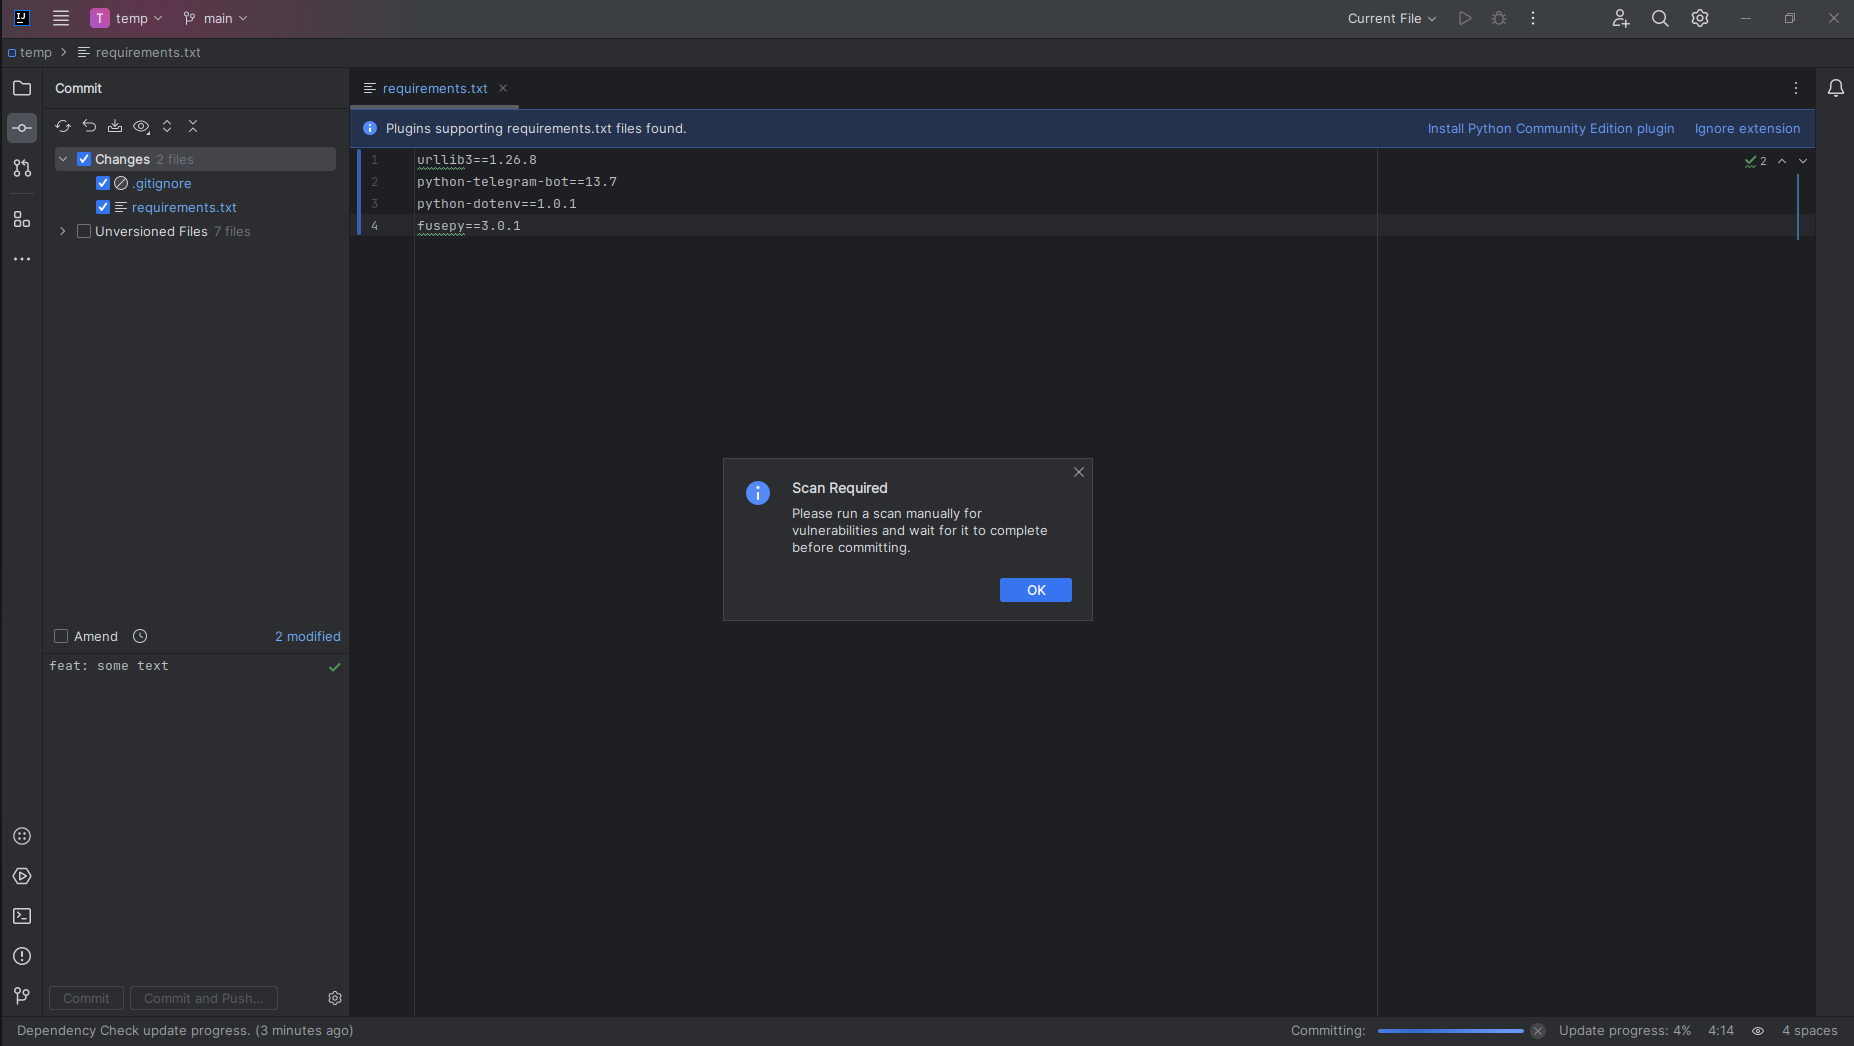 IJ
T temp main
Current File
temp requirements.txt
Commit
requirements.txt
Plugins supporting requirements.txt files found.
Install Python Community Edition plugin Ignore extension
Changes 2 files
.gitignore
requirements.txt
Unversioned Files 7 files
1 urllib3==1.26.8
2 python-telegram-bot==13.7
3 python-dotenv==1.0.1
4 fusepy==3.0.1
2
Scan Required
Please run a scan manually for
vulnerabilities and wait for it to complete
before committing.
OK
Amend 2 modified
feat: some text
Commit Commit and Push...
Dependency Check update progress. (3 minutes ago)
Committing: Update progress: 4% 4:14 4 spaces